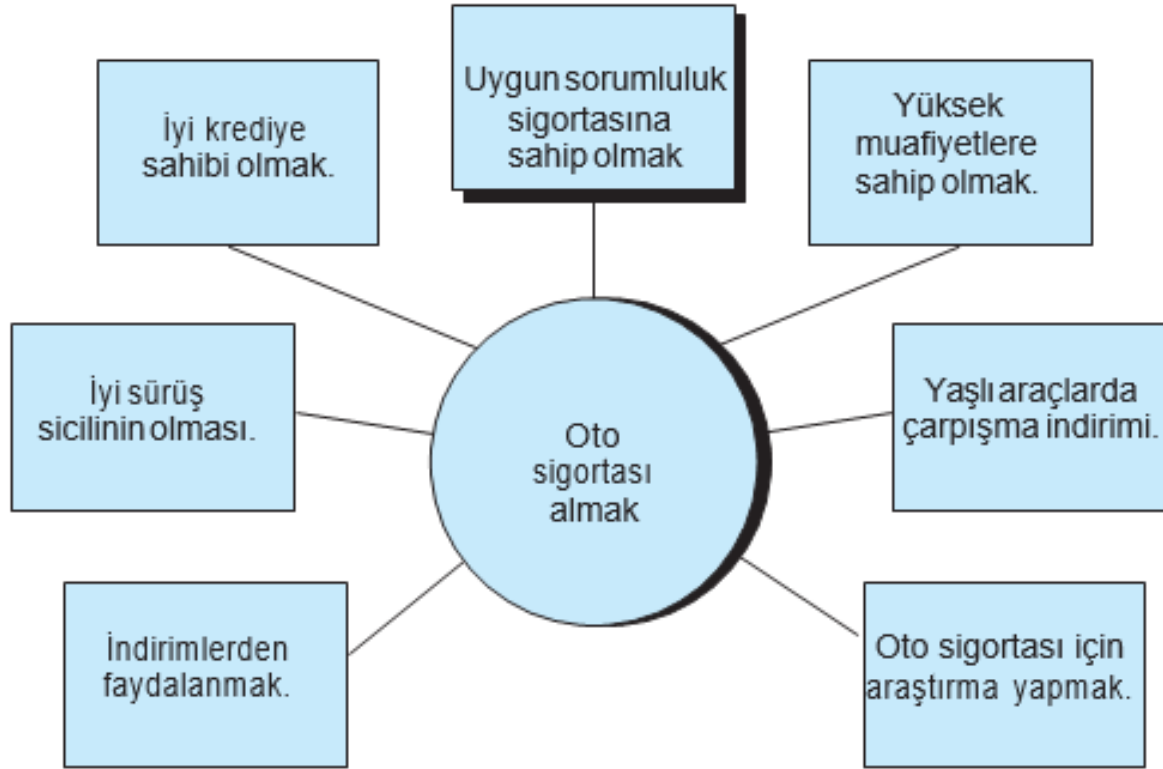 Uygun sorumluluk
sigortasına
sahip olmak
İyi krediye
sahibi olmak.
Yüksek
muafiyetlere
sahip olmak.
İyi sürüş
sicilinin olması.
Yaşlı araçlarda
çarpışma indirimi.
Oto
sigortası
almak
İndirimlerden
faydalanmak.
Oto sigortası için
araştırma yapmak.